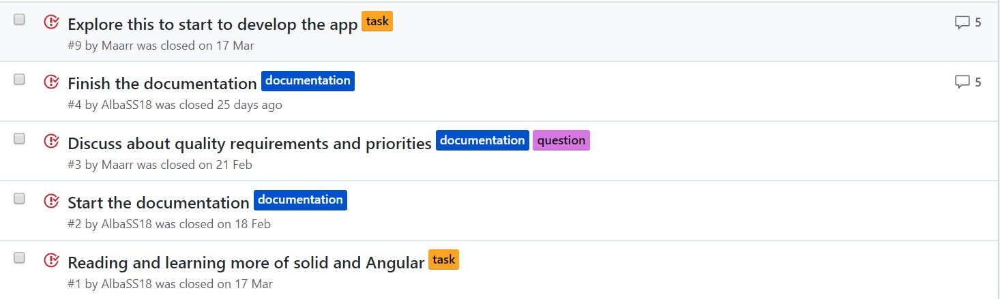 Explore this to start to develop the app task 5
#9 by Maarr was closed on 17 Mar
Finish the documentation documentation 5
#4 by AlbaSS18 was closed 25 days ago
Discuss about quality requirements and priorities documentation question
#3 by Maarr was closed on 21 Feb
Start the documentation documentation
#2 by AlbaSS18 was closed on 18 Feb
Reading and learning more of solid and Angular task
#1 by AlbaSS18 was closed on 17 Mar